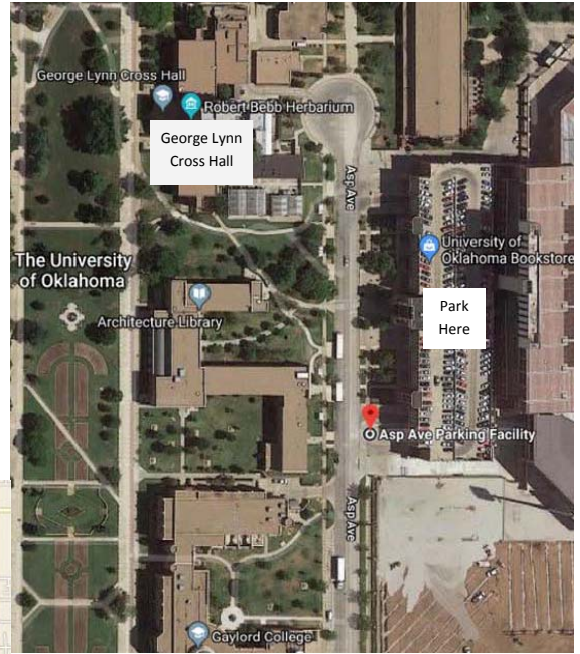 George Lynn Cross Hall
Robert Bebb Herbarium
George Lynn
Cross Hall
Asp Ave
University of
Oklahoma Bookstore
The University
of Oklahoma
Park
Here
Architecture Library
Asp Ave Parking Facility
Asp Ave
Gaylord College